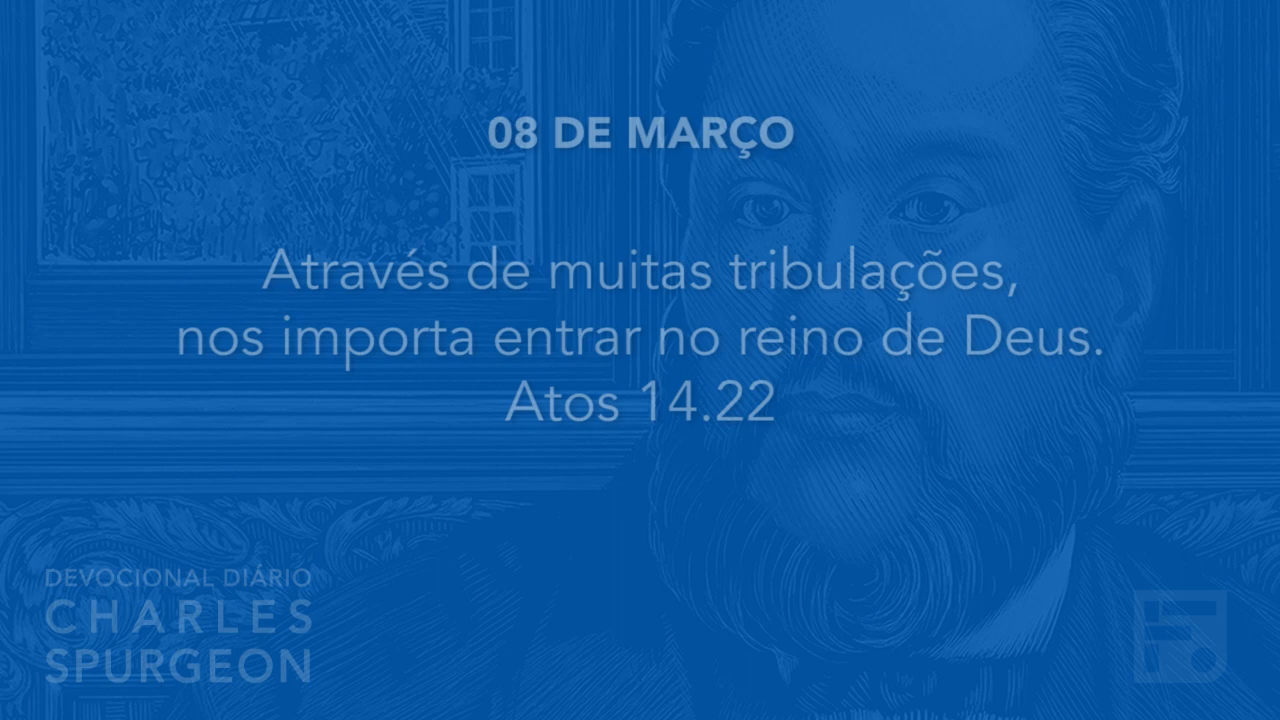 08 DE MARÇO
Através de muitas tribulações,
nos importa entrar no reino de Deus.
Atos 14.22
DEVOCIONAL DIÁRIO
CHARLES
SPURGEON